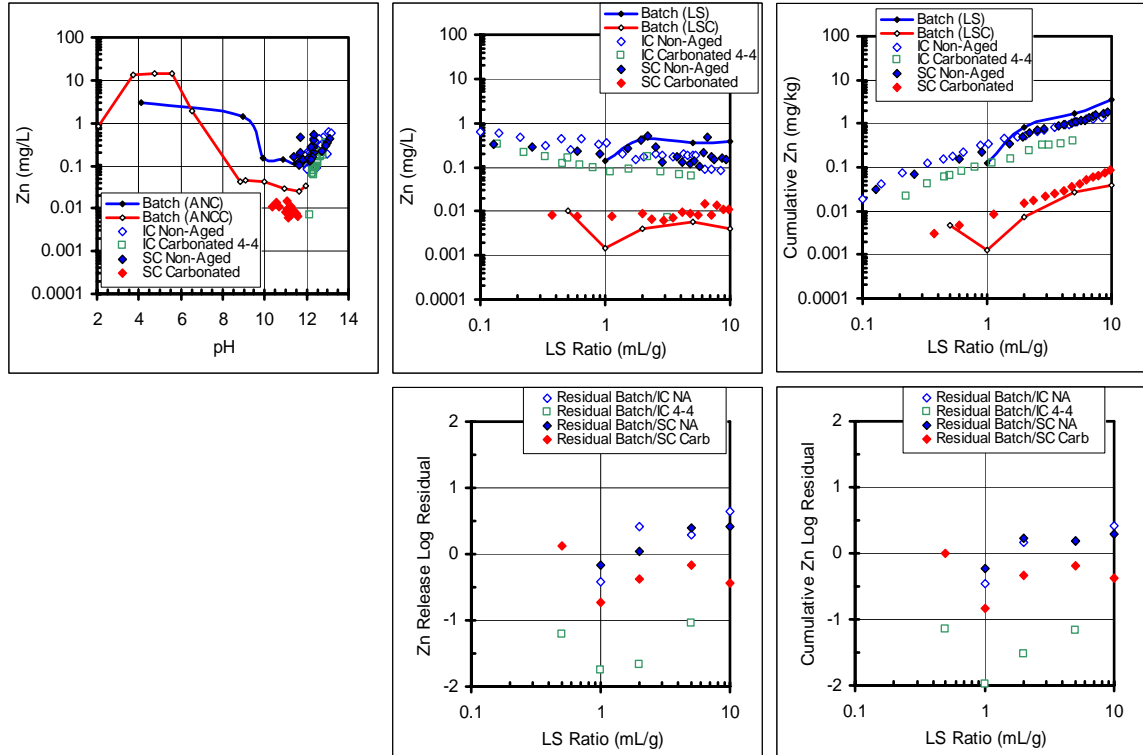 100
10
1
0.1
0.01
0.001
0.0001
Zn (mg/L)
Batch (ANC)
Batch (ANCC)
IC Non-Aged
IC Carbonated 4-4
SC Non-Aged
SC Carbonated
2 4 6 8 10 12 14
pH
Batch (LS)
Batch (LSC)
IC Non-Aged
IC Carbonated 4-4
SC Non-Aged
SC Carbonated
100
10
1
0.1
0.01
0.001
0.0001
Zn (mg/L)
0.1 1 10
LS Ratio (mL/g)
Batch (LS)
Batch (LSC)
IC Non-Aged
IC Carbonated 4-4
SC Non-Aged
SC Carbonated
100
10
1
0.1
0.01
0.001
0.0001
Cumulative Zn (mg/kg)
0.1 1 10
LS Ratio (mL/g)
Residual Batch/IC NA
Residual Batch/IC 4-4
Residual Batch/SC NA
Residual Batch/SC Carb
2
1
0
-1
-2
Zn Release Log Residual
0.1 1 10
LS Ratio (mL/g)
Residual Batch/IC NA
Residual Batch/IC 4-4
Residual Batch/SC NA
Residual Batch/SC Carb
2
1
0
-1
-2
Cumulative Zn Log Residual
0.1 1 10
LS Ratio (mL/g)